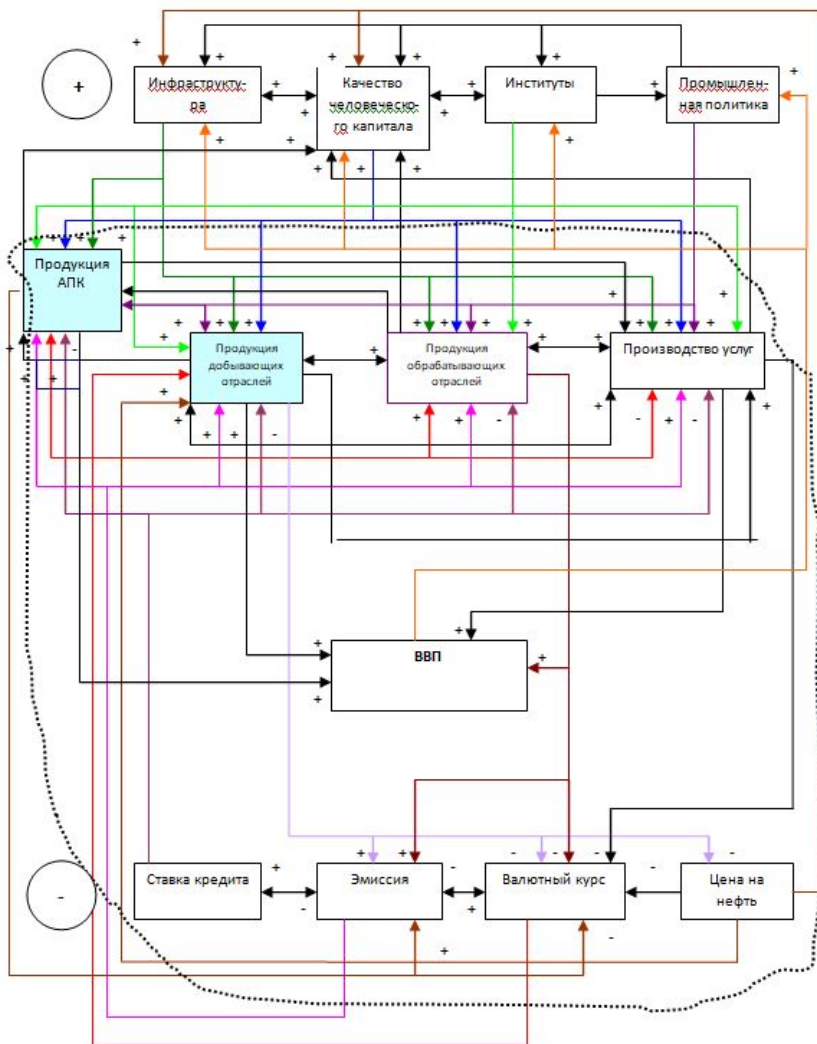 +
Инфраструкту-
ра
Качество
человеческо-
го капитала
Институты
Промышлен-
ная политика
Продукция
АПК
Продукция
добывающих
отраслей
Продукция
обрабатывающих
отраслей
Производство услуг
ВВП
-
Ставка кредита
Эмиссия
Валютный курс
Цена на
нефть